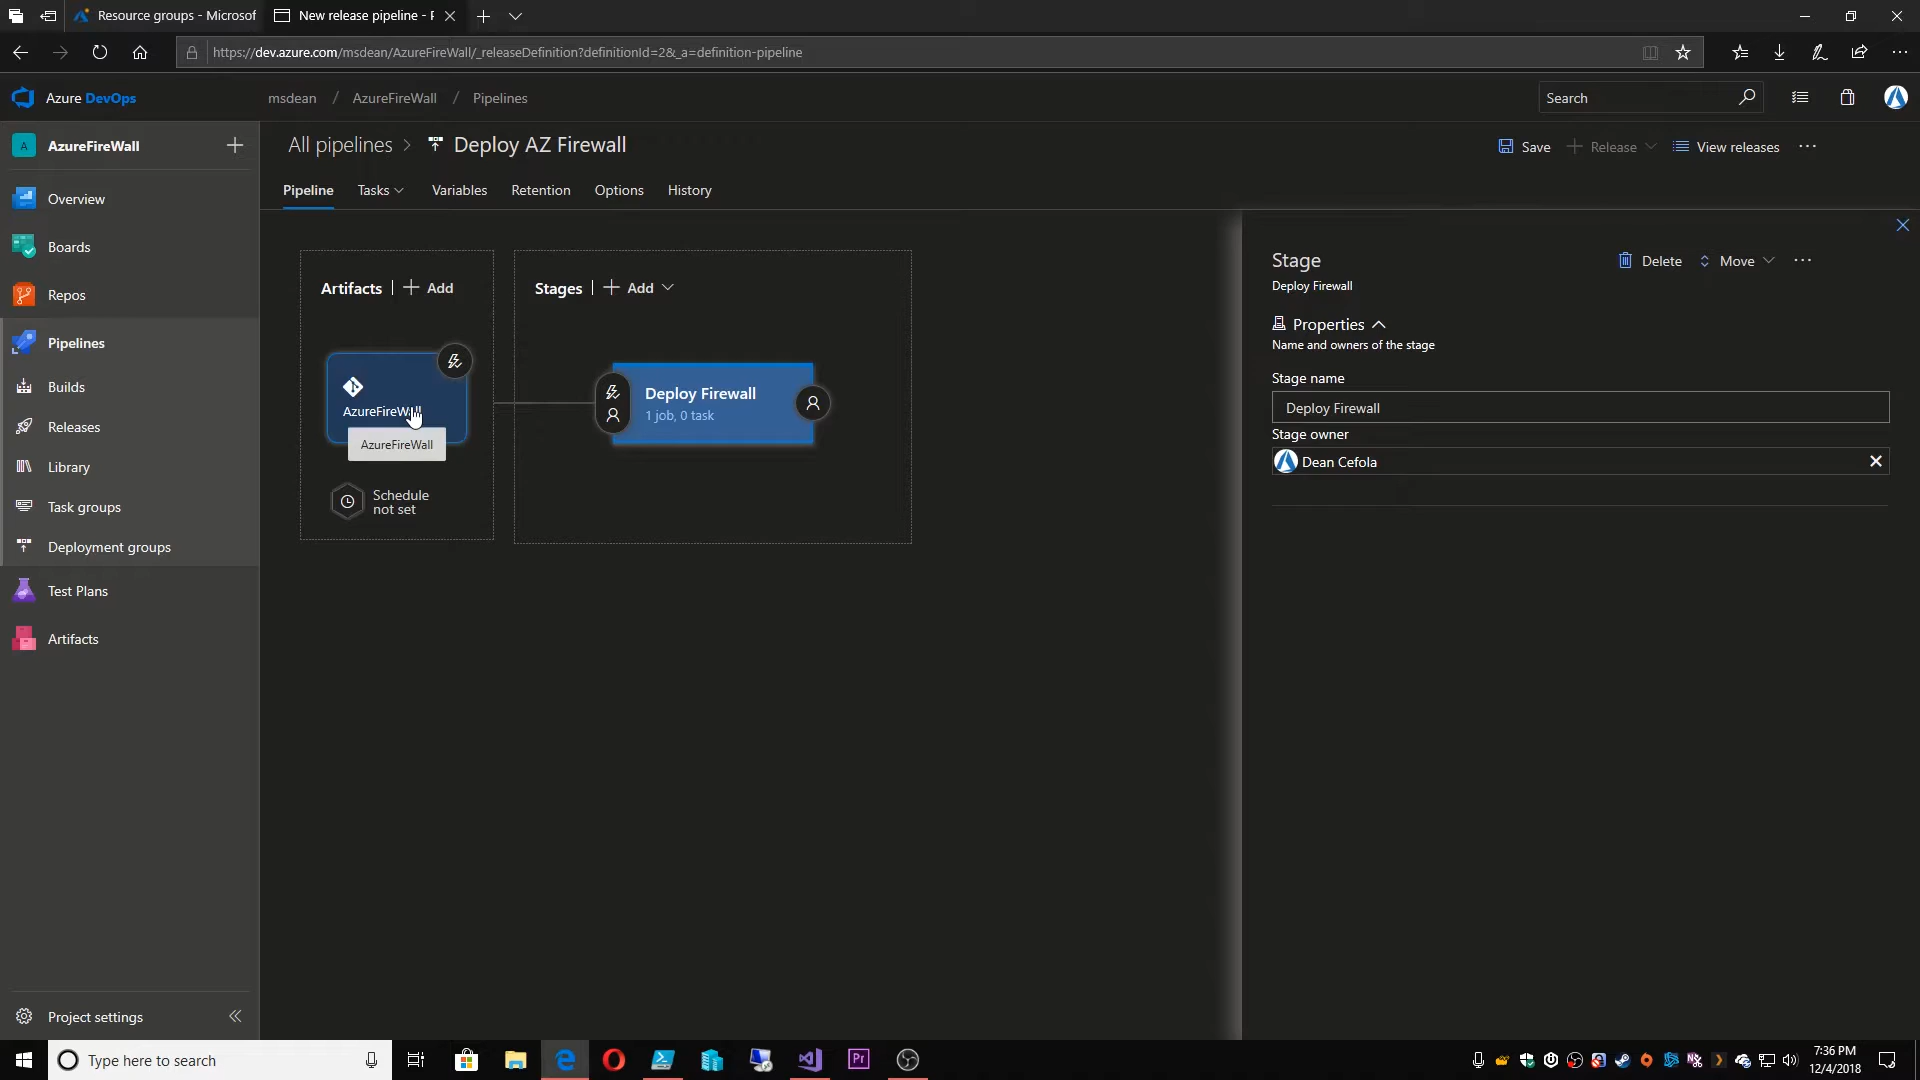 Resource groups - Microsof
New release pipeline - P
https://dev.azure.com/msdean/AzureFireWall/_releaseDefinition?definitionId=2&_a=definition-pipeline
Azure DevOps
msdean / AzureFireWall / Pipelines
Search
A
AzureFireWall
All pipelines > Deploy AZ Firewall
Save
Release
View releases
Pipeline
Tasks
Variables
Retention
Options
History
Overview
Boards
Repos
Pipelines
Builds
Releases
Library
Task groups
Deployment groups
Test Plans
Artifacts
Project settings
Artifacts | + Add
AzureFireWall
AzureFireWall
Schedule
not set
Stages | + Add
Deploy Firewall
1 job, 0 task
Stage
Deploy Firewall
Delete
Move
Properties
Name and owners of the stage
Stage name
Deploy Firewall
Stage owner
Dean Cefola
Type here to search
Pr
7:36 PM
12/4/2018